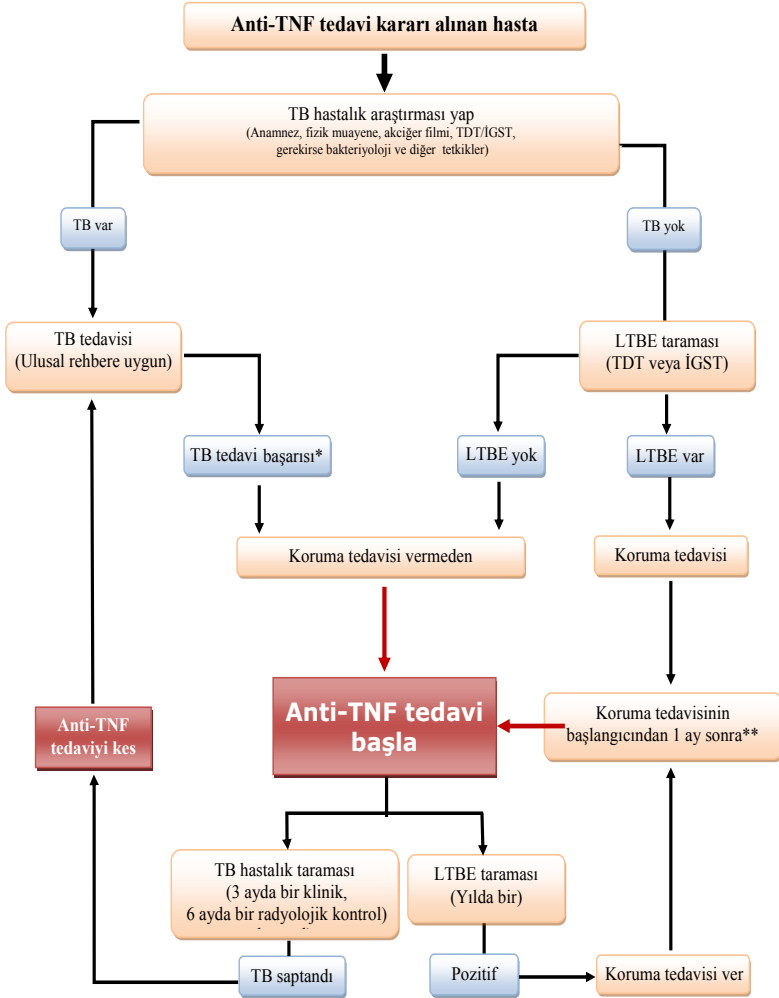 Anti-TNF tedavi kararı alınan hasta
TB hastalık araştırması yap
(Anamnez, fizik muayene, akciğer filmi, TDT/İGST,
gerekirse bakteriyoloji ve diğer tetkikler)
TB var
TB yok
TB tedavisi
(Ulusal rehbere uygun)
LTBE taraması
(TDT veya İGST)
TB tedavi başarısı*
LTBE yok
LTBE var
Koruma tedavisi vermeden
Koruma tedavisi
Anti-TNF
tedaviyi kes
Anti-TNF tedavi
başla
Koruma tedavisinin
başlangıcından 1 ay sonra**
TB hastalık taraması
(3 ayda bir klinik,
6 ayda bir radyolojik kontrol)
LTBE taraması
(Yılda bir)
TB saptandı
Pozitif
Koruma tedavisi ver